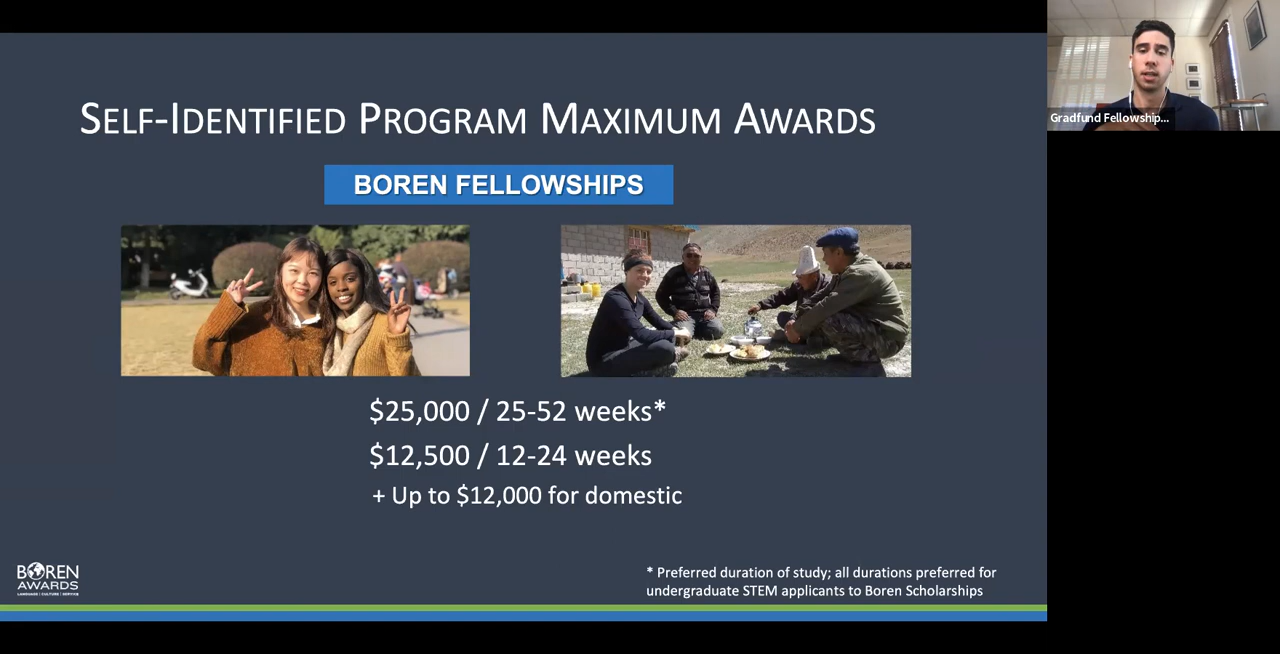 SELF-IDENTIFIED PROGRAM MAXIMUM AWARDS
BOREN FELLOWSHIPS
$25,000 / 25-52 weeks*
$12,500 / 12-24 weeks
+ Up to $12,000 for domestic
* Preferred duration of study; all durations preferred for
undergraduate STEM applicants to Boren Scholarships
BOREN
AWARDS
LANGUAGE | CULTURE | SERVICE
Gradfund Fellowship...